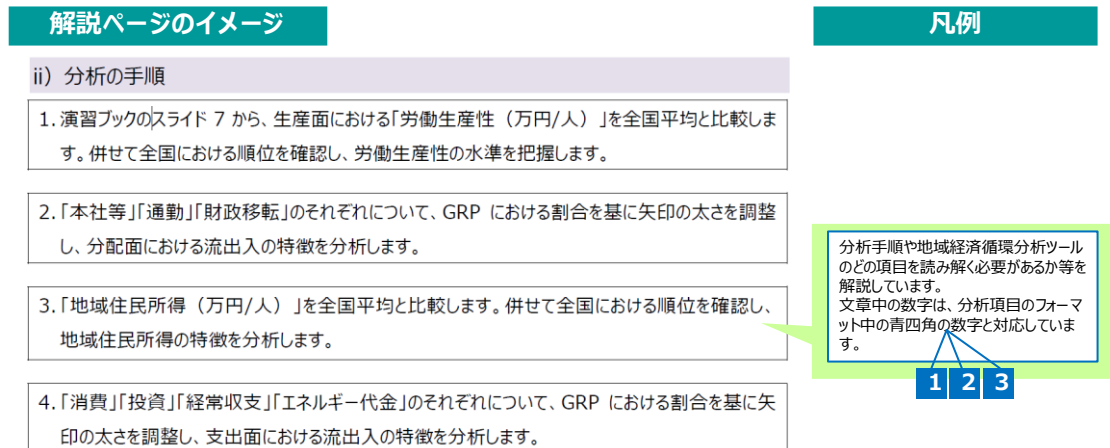 解説ページのイメージ
凡例
ii）分析の手順
1. 演習ブックのスライド 7 から、生産面における「労働生産性（万円/人）」を全国平均と比較しま
す。併せて全国における順位を確認し、労働生産性の水準を把握します。
2.「本社等」「通勤」「財政移転」のそれぞれについて、GRP における割合を基に矢印の太さを調整
し、分配面における流出入の特徴を分析します。
3.「地域住民所得（万円/人）」を全国平均と比較します。併せて全国における順位を確認し、
地域住民所得の特徴を分析します。
4.「消費」「投資」「経常収支」「エネルギー代金」のそれぞれについて、GRP における割合を基に矢
印の太さを調整し、支出面における流出入の特徴を分析します。
分析手順や地域経済循環分析ツール
のどの項目を読み解く必要があるか等を
解説しています。
文章中の数字は、分析項目のフォーマ
ット中の青四角の数字と対応していま
す。
1 2 3